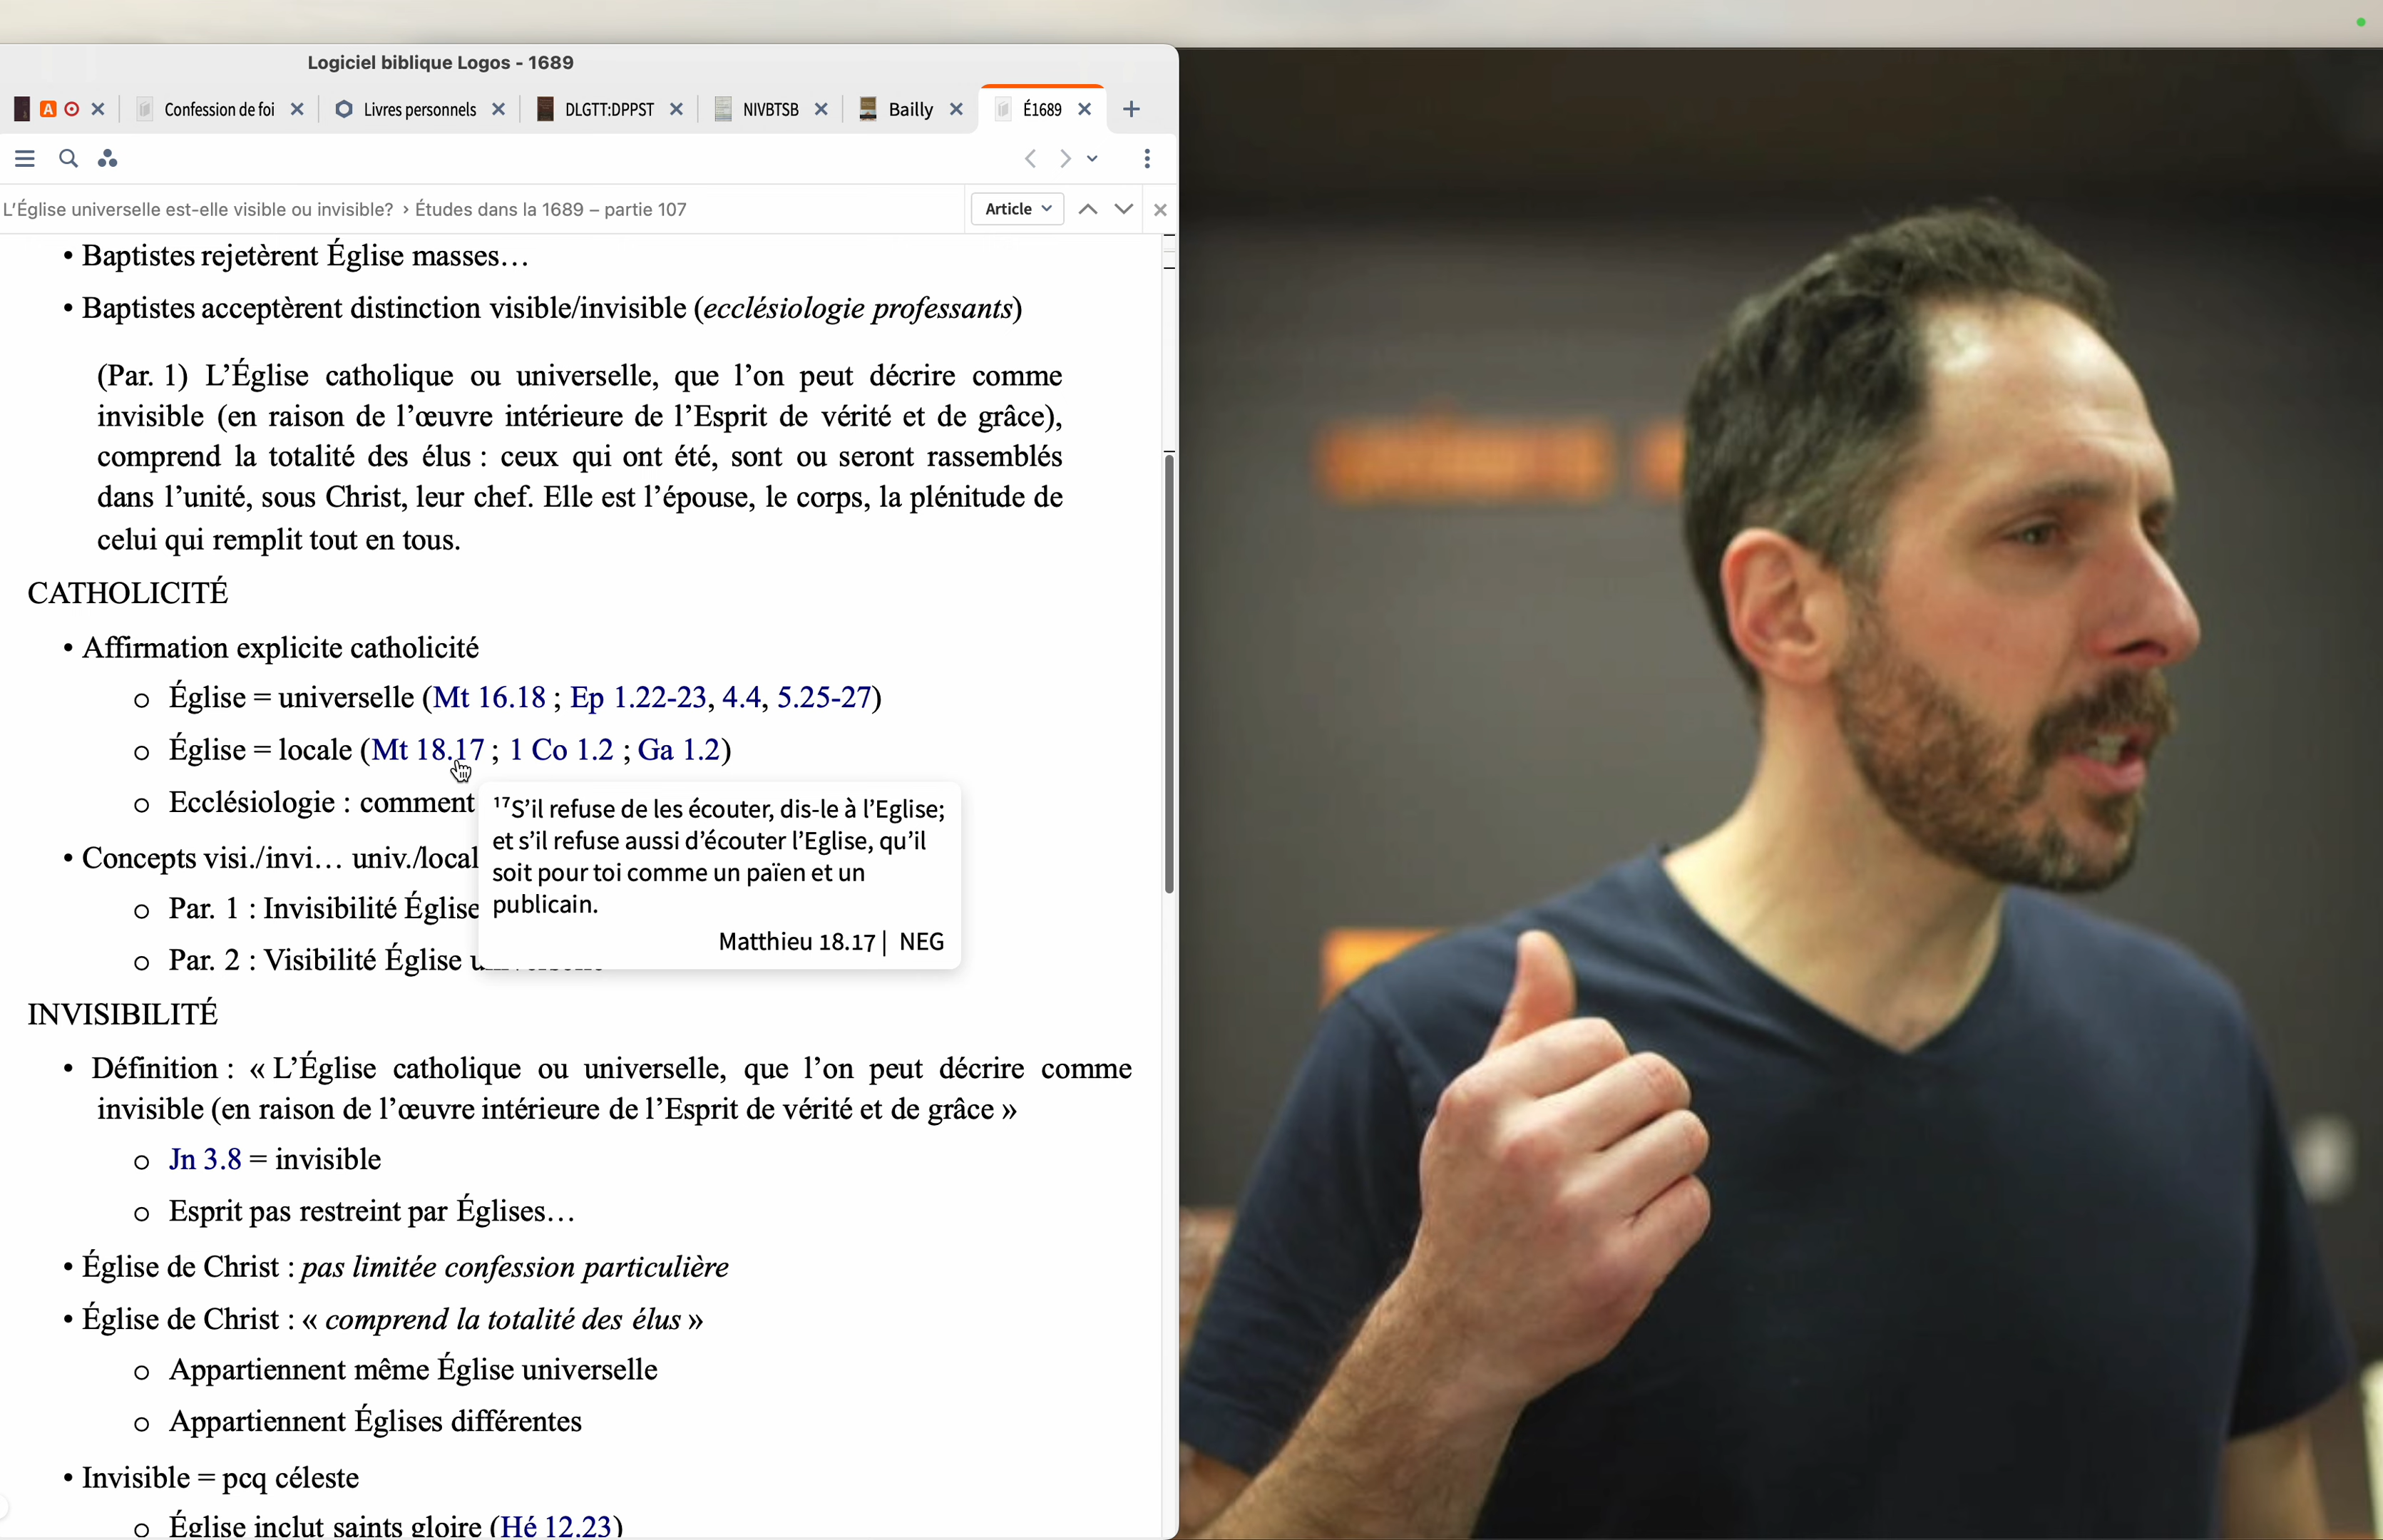 Logiciel biblique Logos - 1689
A
Confession de foi
Livres personnels
DLGTT:DPPST
NIVBTSB
Bailly
É1689
L'Église universelle est-elle visible ou invisible? › Études dans la 1689 – partie 107
Article
• Baptistes rejetèrent Église masses…
• Baptistes acceptèrent distinction visible/invisible (ecclésiologie professants)
(Par. 1) L'Église catholique ou universelle, que l'on peut décrire comme
invisible (en raison de l'œuvre intérieure de l'Esprit de vérité et de grâce),
comprend la totalité des élus : ceux qui ont été, sont ou seront rassemblés
dans l'unité, sous Christ, leur chef. Elle est l'épouse, le corps, la plénitude de
celui qui remplit tout en tous.
CATHOLICITÉ
• Affirmation explicite catholicité
o Église = universelle (Mt 16.18 ; Ep 1.22-23, 4.4, 5.25-27)
o Église = locale (Mt 18.17 ; 1 Co 1.2 ; Ga 1.2)
o Ecclésiologie : comment
• Concepts visi./invi… univ./local
o Par. 1 : Invisibilité Église
o Par. 2 : Visibilité Église
17S'il refuse de les écouter, dis-le à l'Eglise;
et s'il refuse aussi d'écouter l'Eglise, qu'il
soit pour toi comme un païen et un
publicain.
Matthieu 18.17 | NEG
INVISIBILITÉ
• Définition : « L'Église catholique ou universelle, que l'on peut décrire comme
invisible (en raison de l'œuvre intérieure de l'Esprit de vérité et de grâce »
o Jn 3.8 = invisible
o Esprit pas restreint par Églises…
• Église de Christ : pas limitée confession particulière
• Église de Christ : « comprend la totalité des élus »
o Appartiennent même Église universelle
o Appartiennent Églises différentes
• Invisible = pcq céleste
o Église inclut saints gloire (Hé 12.23)